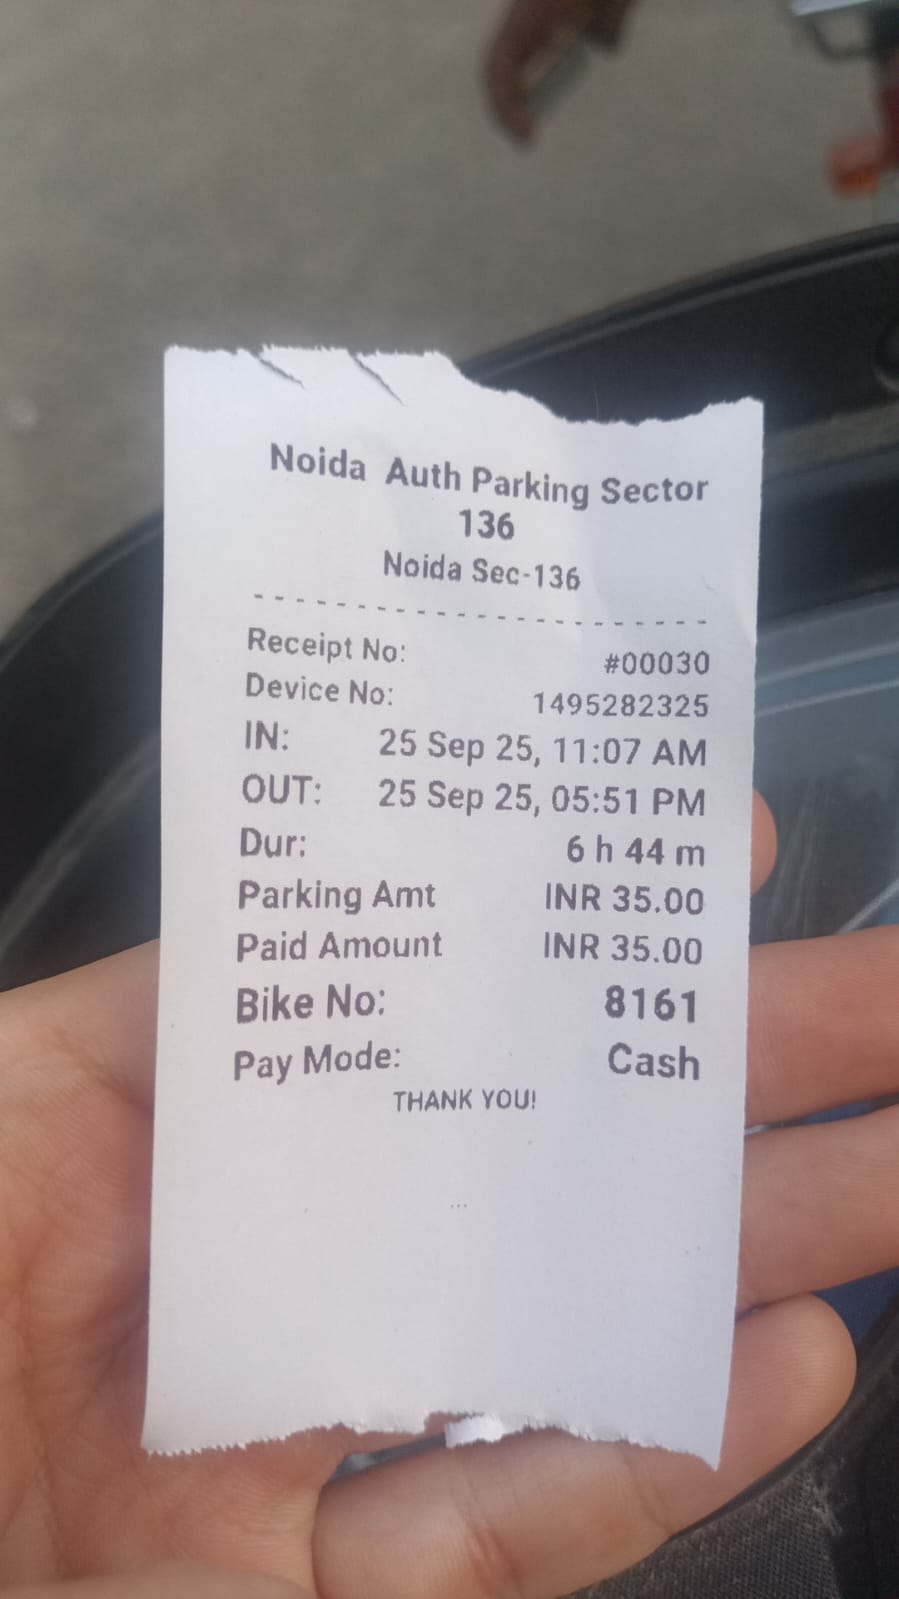 Noida Auth Parking Sector
136
Noida Sec-136
--------------------
Receipt No: #00030
Device No: 1495282325
IN: 25 Sep 25, 11:07 AM
OUT: 25 Sep 25, 05:51 PM
Dur: 6 h 44 m
Parking Amt INR 35.00
Paid Amount INR 35.00
Bike No: 8161
Pay Mode: Cash
THANK YOU!
...